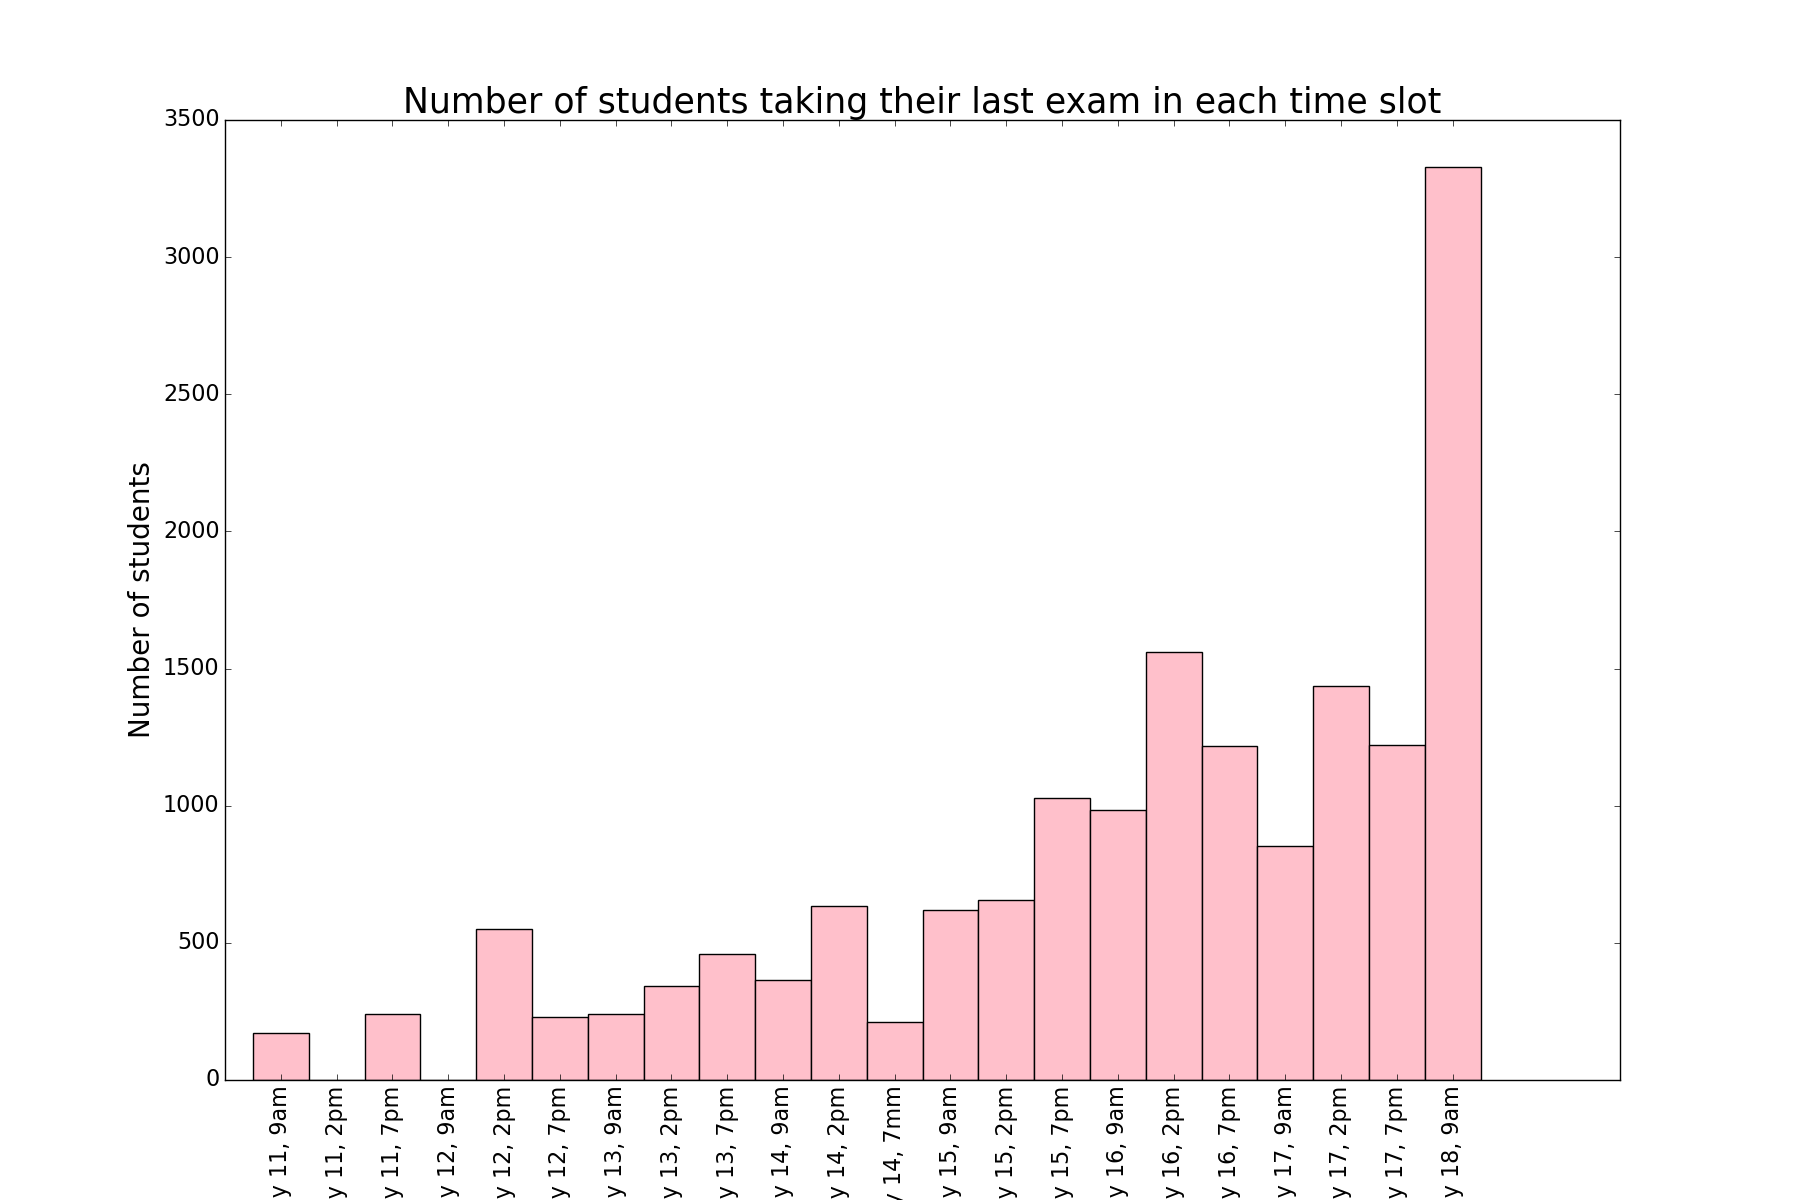 Number of students taking their last exam in each time slot
Number of students
3500
3000
2500
2000
1500
1000
500
0
y 11, 9am
y 11, 2pm
y 11, 7pm
y 12, 9am
y 12, 2pm
y 12, 7pm
y 13, 9am
y 13, 2pm
y 13, 7pm
y 14, 9am
y 14, 2pm
y 14, 7mm
y 15, 9am
y 15, 2pm
y 15, 7pm
y 16, 9am
y 16, 2pm
y 16, 7pm
y 17, 9am
y 17, 2pm
y 17, 7pm
y 18, 9am